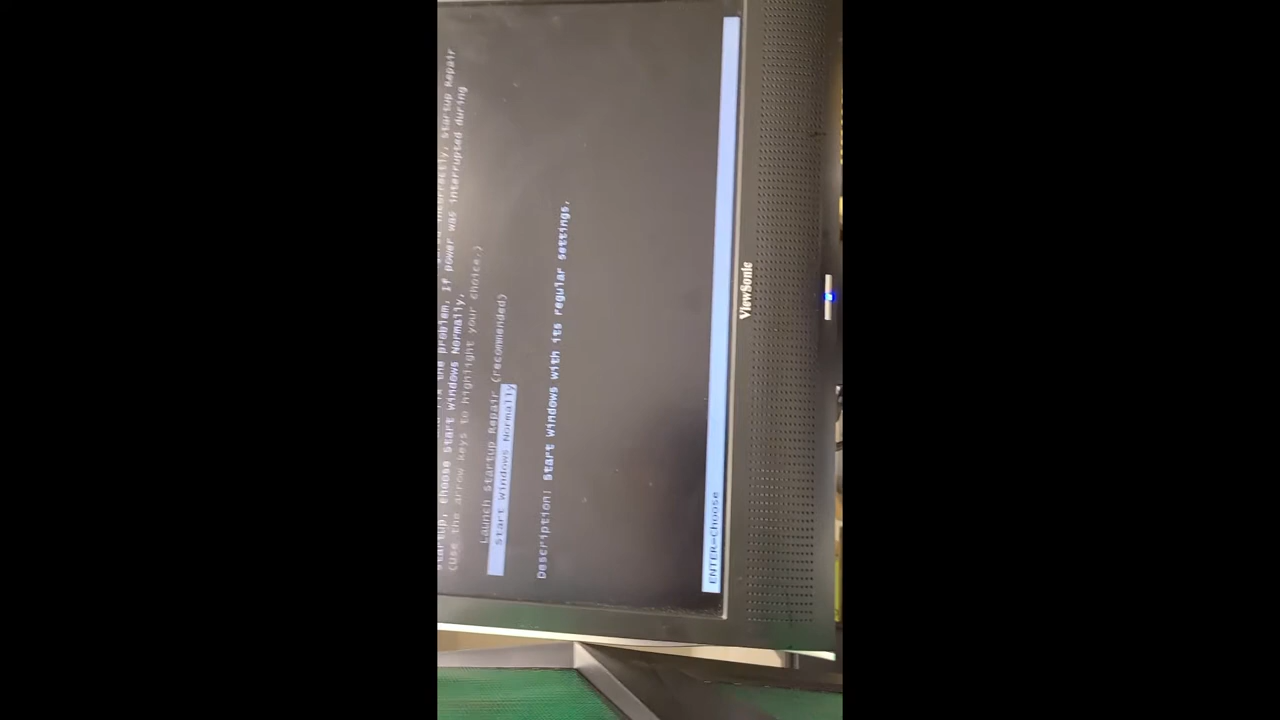 the problem. If power was interrupted during
startup, choose Start Windows Normally.
(Use the arrow keys to highlight your choice.)
Launch Startup Repair (recommended)
Start Windows Normally
Description: Start Windows with its regular settings.
ENTER=Choose
ViewSonic